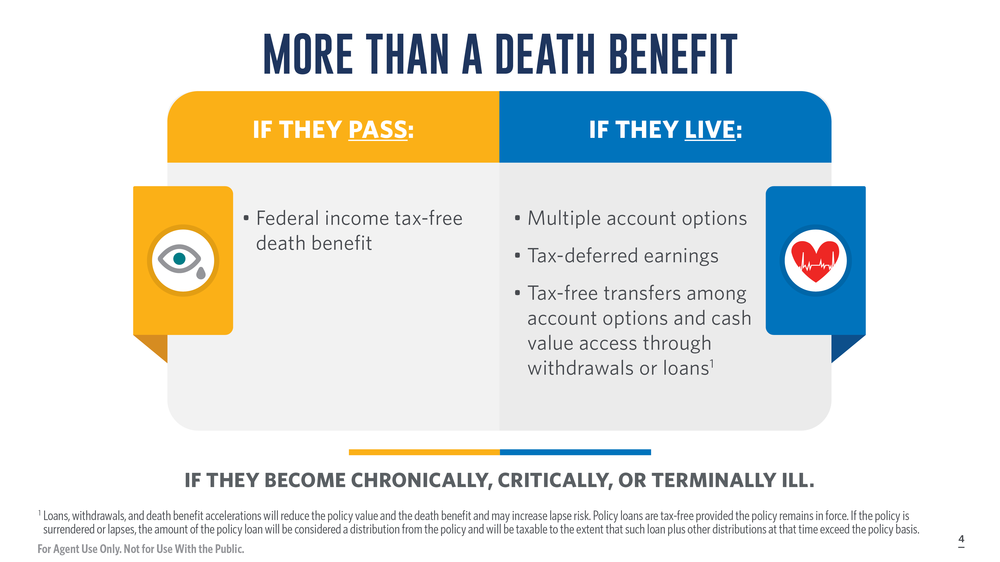 MORE THAN A DEATH BENEFIT
IF THEY PASS:
• Federal income tax-free
death benefit
IF THEY LIVE:
• Multiple account options
• Tax-deferred earnings
• Tax-free transfers among
account options and cash
value access through
withdrawals or loans¹
IF THEY BECOME CHRONICALLY, CRITICALLY, OR TERMINALLY ILL.
¹ Loans, withdrawals, and death benefit accelerations will reduce the policy value and the death benefit and may increase lapse risk. Policy loans are tax-free provided the policy remains in force. If the policy is
surrendered or lapses, the amount of the policy loan will be considered a distribution from the policy and will be taxable to the extent that such loan plus other distributions at that time exceed the policy basis.
For Agent Use Only. Not for Use With the Public.
4